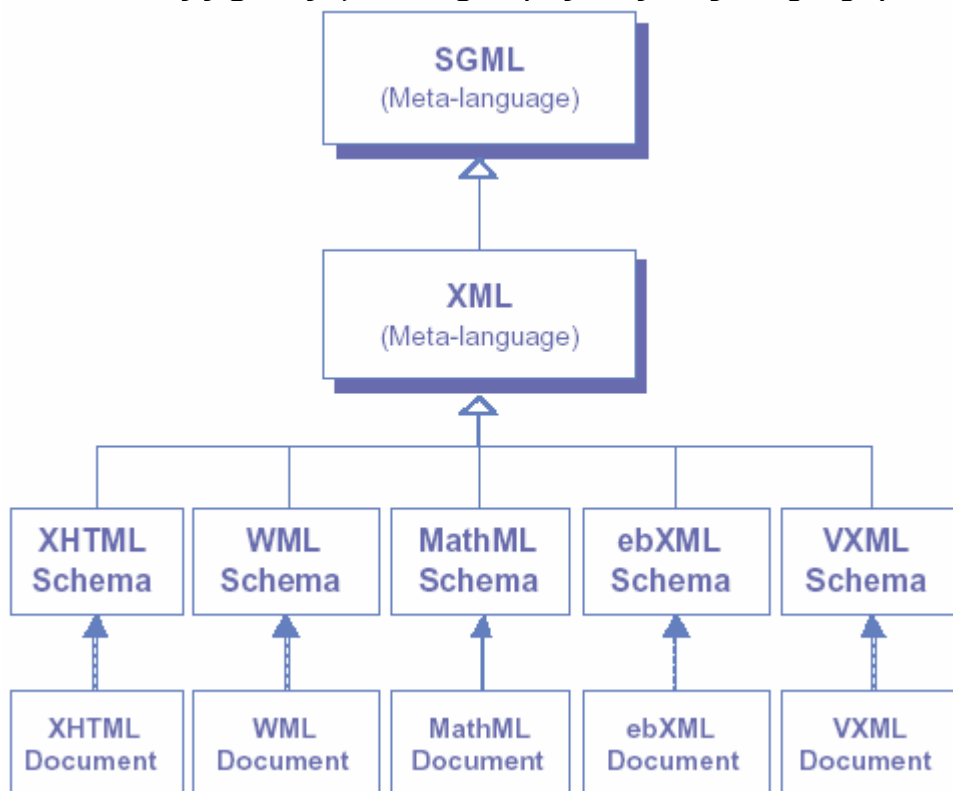 SGML
(Meta-language)
XML
(Meta-language)
XHTML
Schema
WML
Schema
MathML
Schema
ebXML
Schema
VXML
Schema
XHTML
Document
WML
Document
MathML
Document
ebXML
Document
VXML
Document